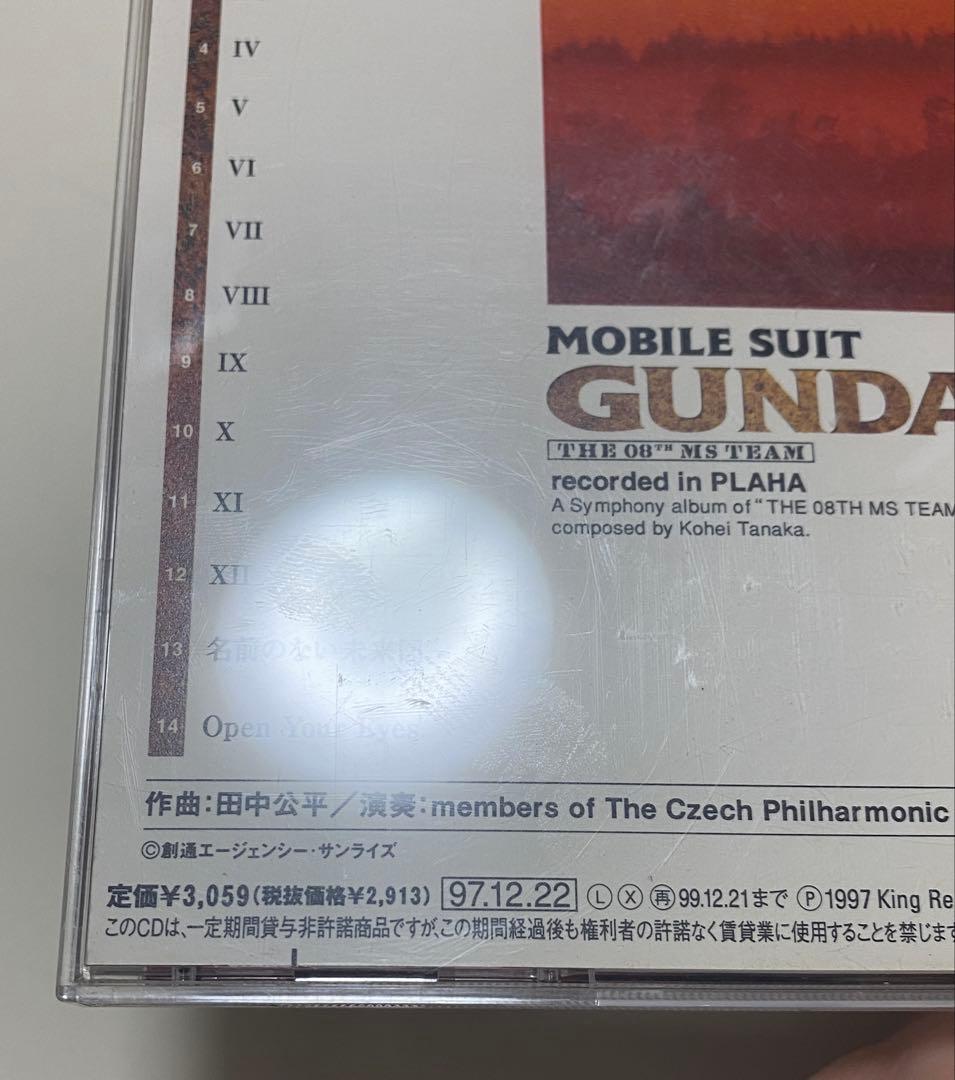 4 IV
5 V
6 VI
7 VII
8 VIII
9 IX
10 X
11 XI
12 XII
13 名前のない未来
14 Open Your Eyes
MOBILE SUIT
GUNDA
THE 08TH MS TEAM
recorded in PLAHA
A Symphony album of "THE 08TH MS TEAM
composed by Kohei Tanaka.
作曲:田中公平／演奏:members of The Czech Philharmonic
©創通エージェンシー・サンライズ
定価¥3,059(税抜価格¥2,913) 97.12.22 Ⓛ Ⓧ ㊢ 99.12.21まで Ⓟ1997 King Re
このCDは、一定期間貸与非許諾商品ですが、この期間経過後も権利者の許諾なく賃貸業に使用することを禁じます